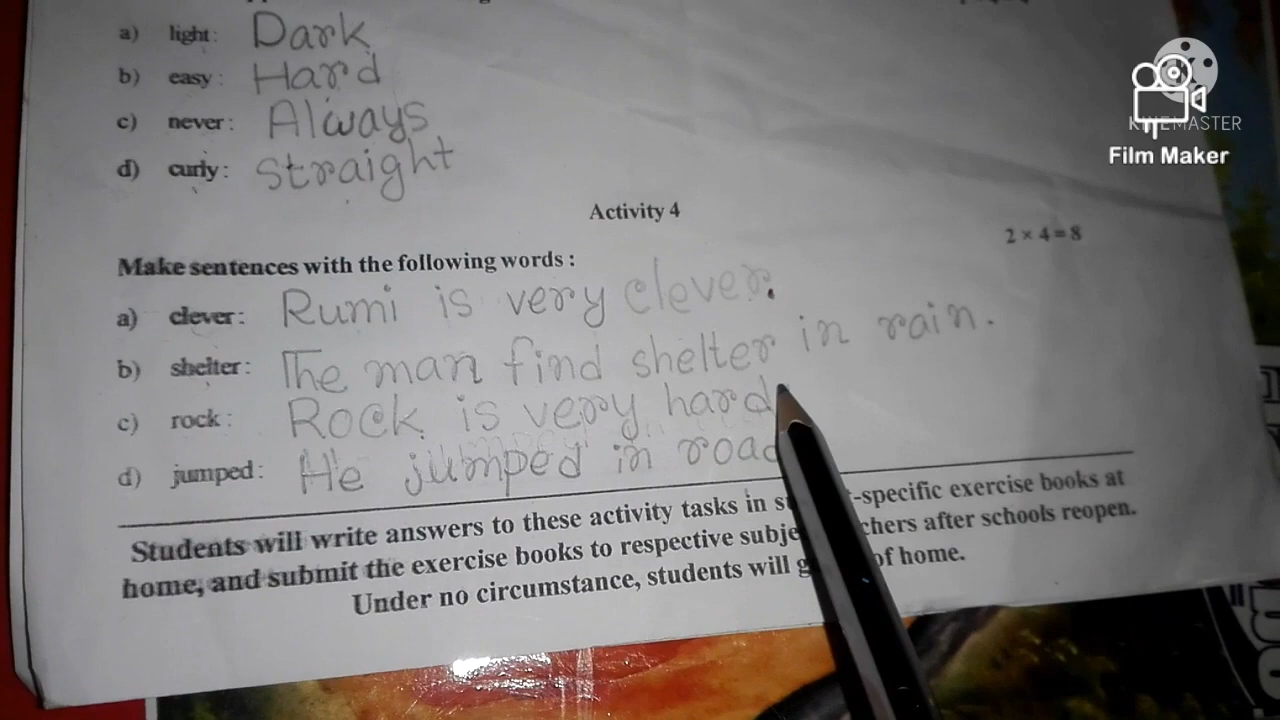 a) light: Dark
b) easy: Hard
KINEMASTER
c) never: Always
Film Maker
d) curly: Straight
Activity 4
2 × 4 = 8
Make sentences with the following words :
a) clever: Rumi is very clever.
b) shelter: The man find shelter in rain.
c) rock: Rock is very hard
d) jumped: He jumped in road
Students will write answers to these activity tasks in -specific exercise books at
home, and submit the exercise books to respective after schools reopen.
Under no circumstance, students will of home.